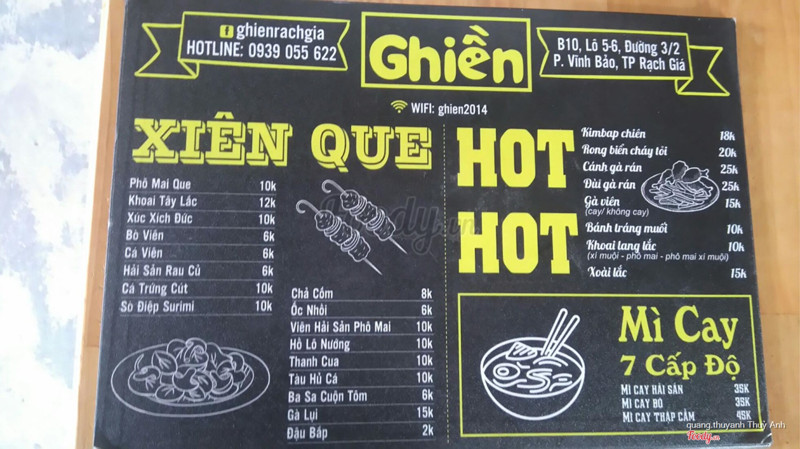 ghienrachgia
HOTLINE: 0939 055 622
Ghiền
B10, Lô 5-6, Đường 3/2
P. Vĩnh Bảo, TP Rạch Giá
WIFI: ghien2014
XIÊN QUE
Phô Mai Que 10k
Khoai Tây Lắc 12k
Xúc Xích Đức 10k
Bò Viên 6k
Cá Viên 6k
Hải Sản Rau Củ 6k
Cá Trứng Cút 10k
Sò Điệp Surimi 10k
Chả Cốm 8k
Ốc Nhồi 6k
Viên Hải Sản Phô Mai 10k
Hồ Lô Nướng 10k
Thanh Cua 10k
Tàu Hủ Cá 10k
Ba Sa Cuộn Tôm 6k
Gà Lụi 15k
Đậu Bắp 2k
HOT
HOT
Kimbap chiên 18k
Rong biển cháy tỏi 20k
Cánh gà rán 25k
Đùi gà rán 25k
Gà viên 15k
(cay/ không cay)
Bánh tráng muối 10k
Khoai lang lắc 10k
(xí muội - phô mai - phô mai xí muội)
Xoài lắc 15k
Mì Cay
7 Cấp Độ
MÌ CAY HẢI SẢN 35K
MÌ CAY BÒ 35K
MÌ CAY THẬP CẨM 45K
quang.thuyanh Thuỳ Anh
foody.vn